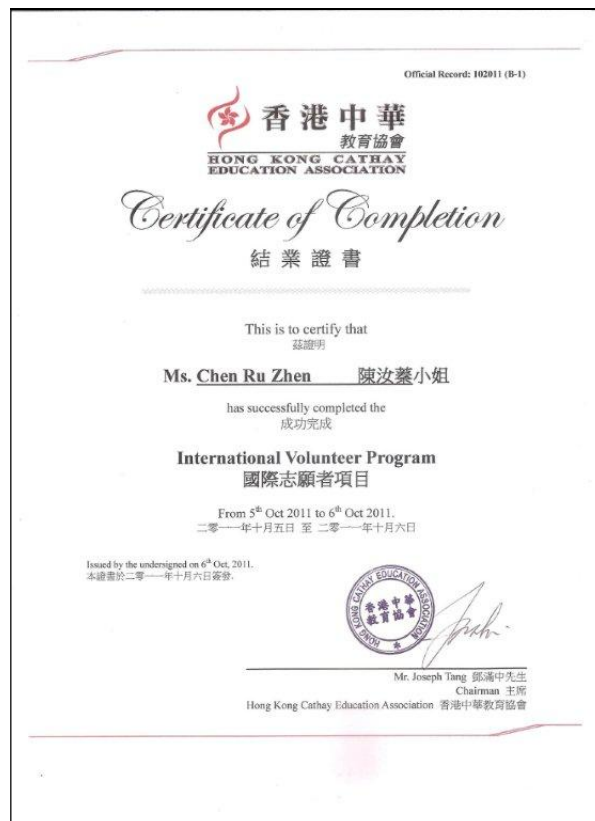 Official Record: 102011 (B-1)
香港中華
教育協會
HONG KONG CATHAY
EDUCATION ASSOCIATION
Certificate of Completion
結業證書
This is to certify that
茲證明
Ms. Chen Ru Zhen 陳汝蓁小姐
has successfully completed the
成功完成
International Volunteer Program
國際志願者項目
From 5th Oct 2011 to 6th Oct 2011.
二零一一年十月五日 至 二零一一年十月六日
Issued by the undersigned on 6th Oct, 2011.
本證書於二零一一年十月六日簽發.
HONG KONG CATHAY EDUCATION ASSOCIATION
香港中華
教育協會
Mr. Joseph Tang 鄧滿中先生
Chairman 主席
Hong Kong Cathay Education Association 香港中華教育協會